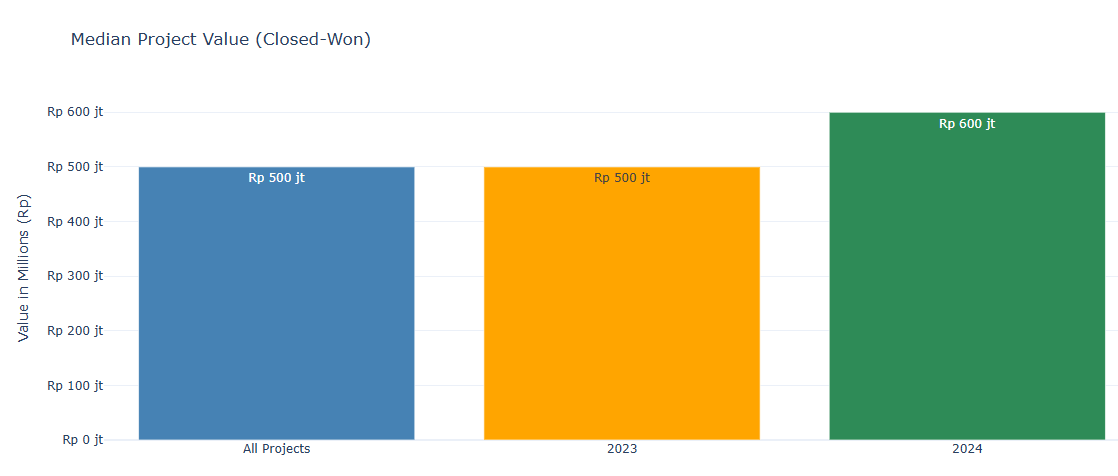 Median Project Value (Closed-Won)
Value in Millions (Rp)
Rp 600 jt
Rp 500 jt
Rp 400 jt
Rp 300 jt
Rp 200 jt
Rp 100 jt
Rp 0 jt
Rp 500 jt
Rp 500 jt
Rp 600 jt
All Projects
2023
2024